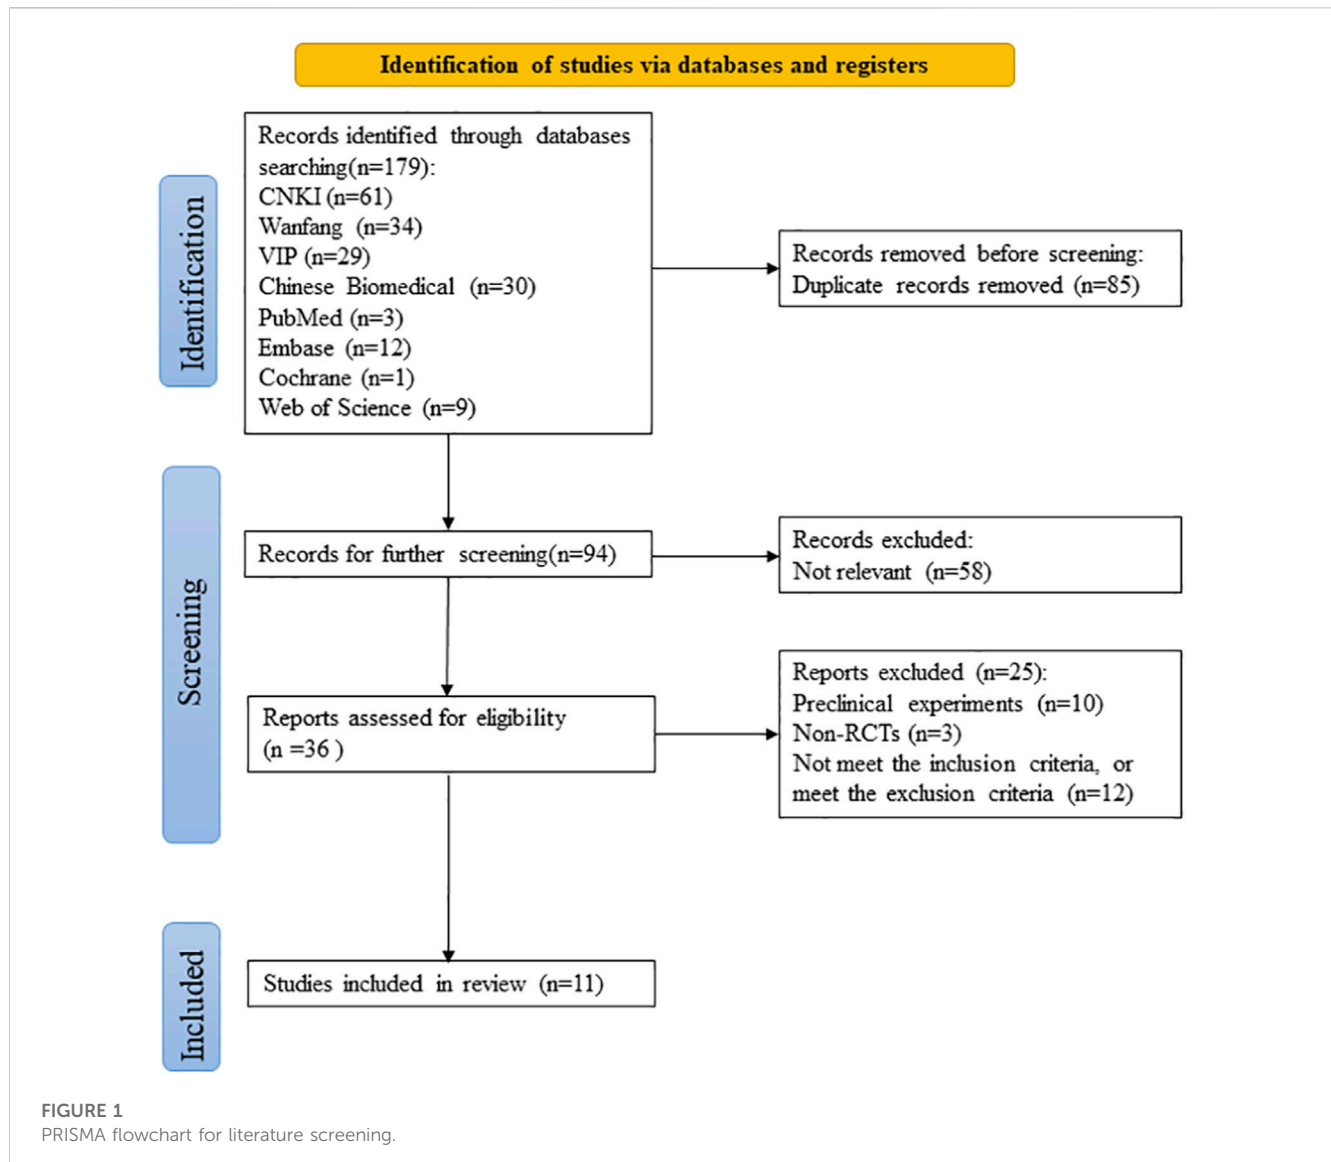 Identification of studies via databases and registers
Identification
Records identified through databases
searching(n=179):
CNKI (n=61)
Wanfang (n=34)
VIP (n=29)
Chinese Biomedical (n=30)
PubMed (n=3)
Embase (n=12)
Cochrane (n=1)
Web of Science (n=9)
Records removed before screening:
Duplicate records removed (n=85)
Screening
Records for further screening(n=94)
Records excluded:
Not relevant (n=58)
Reports assessed for eligibility
(n =36 )
Reports excluded (n=25):
Preclinical experiments (n=10)
Non-RCTs (n=3)
Not meet the inclusion criteria, or
meet the exclusion criteria (n=12)
Included
Studies included in review (n=11)
FIGURE 1
PRISMA flowchart for literature screening.